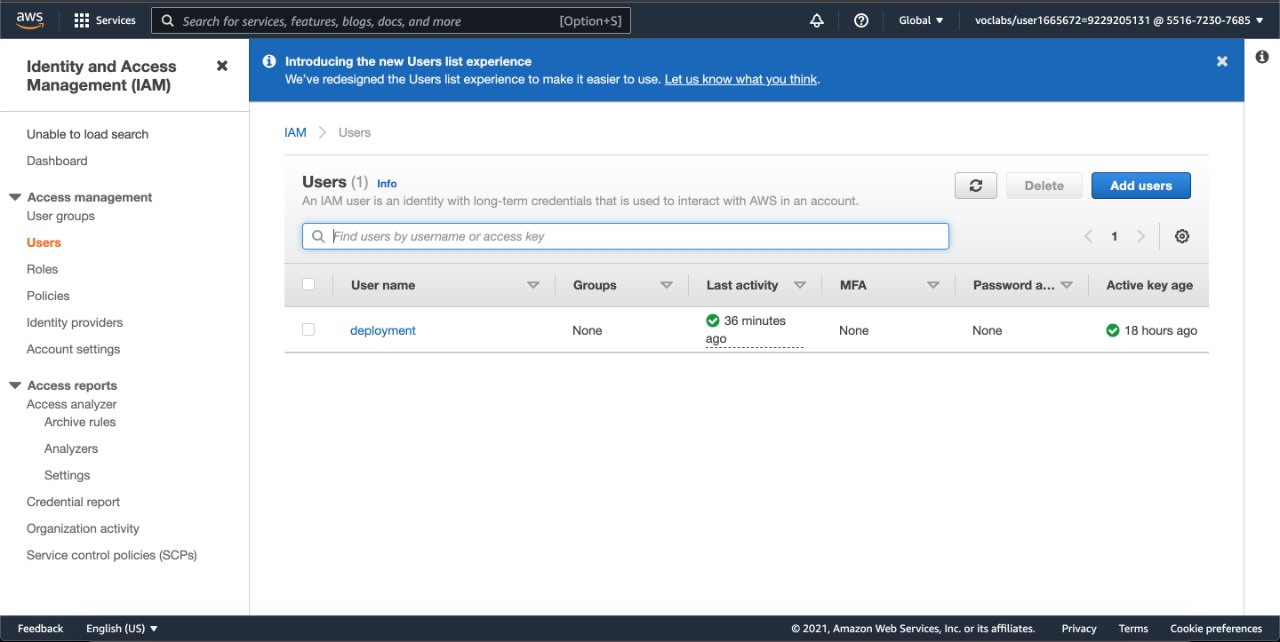 aws
Services
Search for services, features, blogs, docs, and more
[Option+S]
Global ▼
voclabs/user1665672=9229205131 @ 5516-7230-7685 ▼
Identity and Access
Management (IAM)
Introducing the new Users list experience
We've redesigned the Users list experience to make it easier to use. Let us know what you think.
Unable to load search
Dashboard
Access management
User groups
Users
Roles
Policies
Identity providers
Account settings
Access reports
Access analyzer
Archive rules
Analyzers
Settings
Credential report
Organization activity
Service control policies (SCPs)
IAM > Users
Users (1) Info
An IAM user is an identity with long-term credentials that is used to interact with AWS in an account.
Delete
Add users
Find users by username or access key
1
User name Groups Last activity MFA Password a... Active key age
deployment None 36 minutes ago None None 18 hours ago
Feedback English (US) ▼ © 2021, Amazon Web Services, Inc. or its affiliates. Privacy Terms Cookie preferences